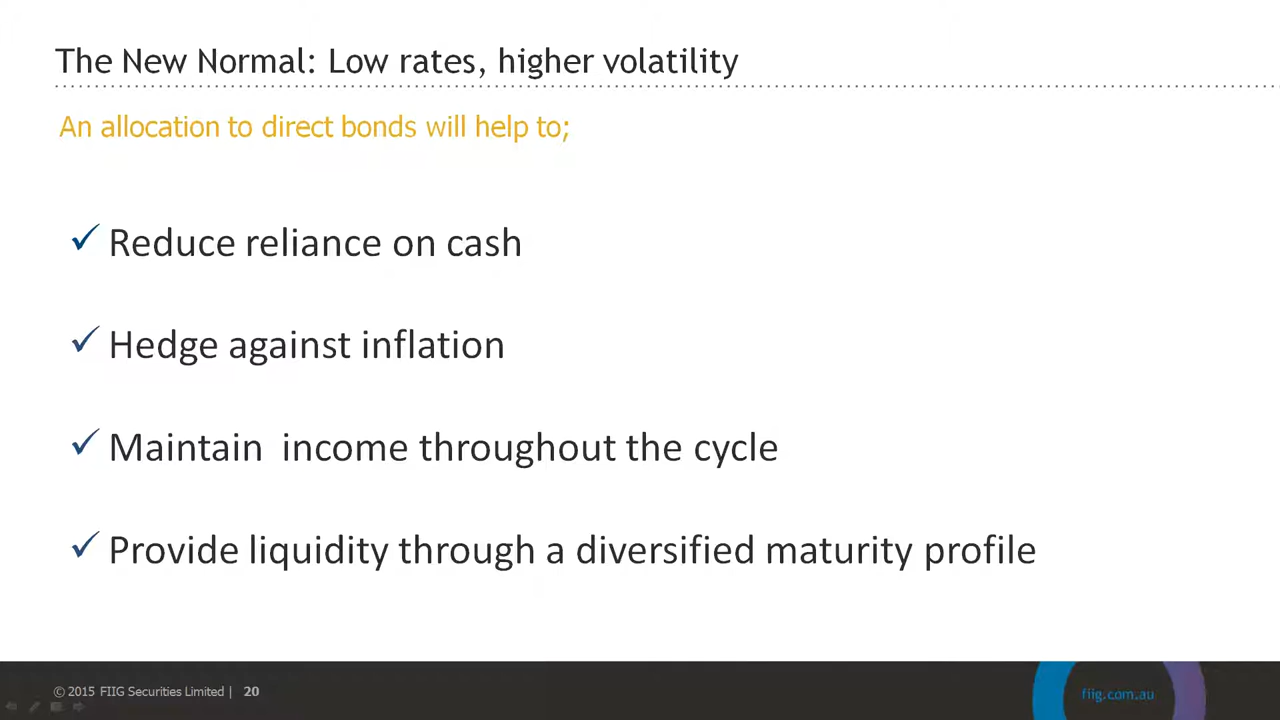 The New Normal: Low rates, higher volatility
An allocation to direct bonds will help to;
✓ Reduce reliance on cash
✓ Hedge against inflation
✓ Maintain  income throughout the cycle
✓ Provide liquidity through a diversified maturity profile
© 2015 FIIG Securities Limited | 20
fiig.com.au